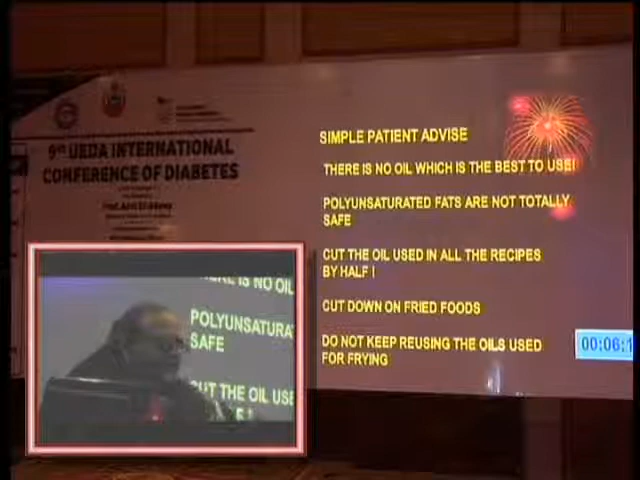 9TH UEDA INTERNATIONAL
CONFERENCE OF DIABETES
SIMPLE PATIENT ADVISE
THERE IS NO OIL WHICH IS THE BEST TO USE!
POLYUNSATURATED FATS ARE NOT TOTALLY
SAFE
CUT THE OIL USED IN ALL THE RECIPES
BY HALF !
CUT DOWN ON FRIED FOODS
DO NOT KEEP REUSING THE OILS USED
FOR FRYING
00:06:1
THERE IS NO OIL
POLYUNSATURA
SAFE
CUT THE OIL USE
F !